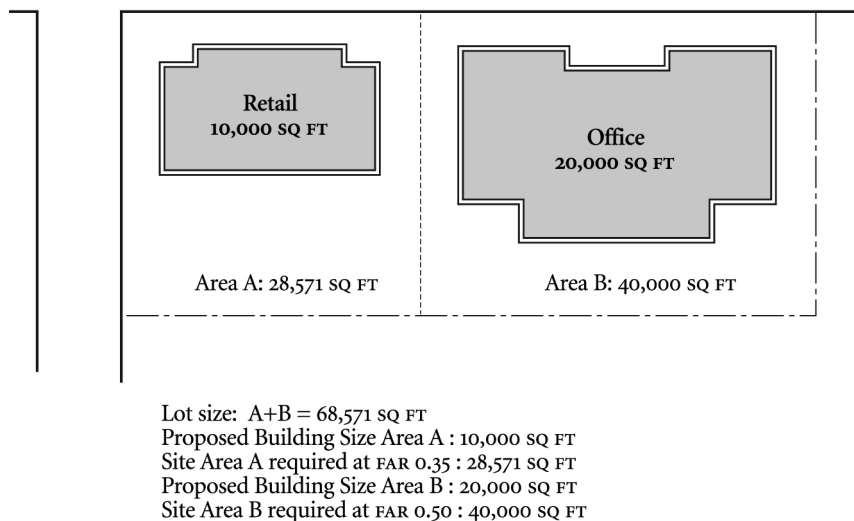 Retail
10,000 SQ FT
Office
20,000 SQ FT
Area A: 28,571 SQ FT
Area B: 40,000 SQ FT
Lot size: A+B = 68,571 SQ FT
Proposed Building Size Area A : 10,000 SQ FT
Site Area A required at FAR 0.35 : 28,571 SQ FT
Proposed Building Size Area B : 20,000 SQ FT
Site Area B required at FAR 0.50 : 40,000 SQ FT